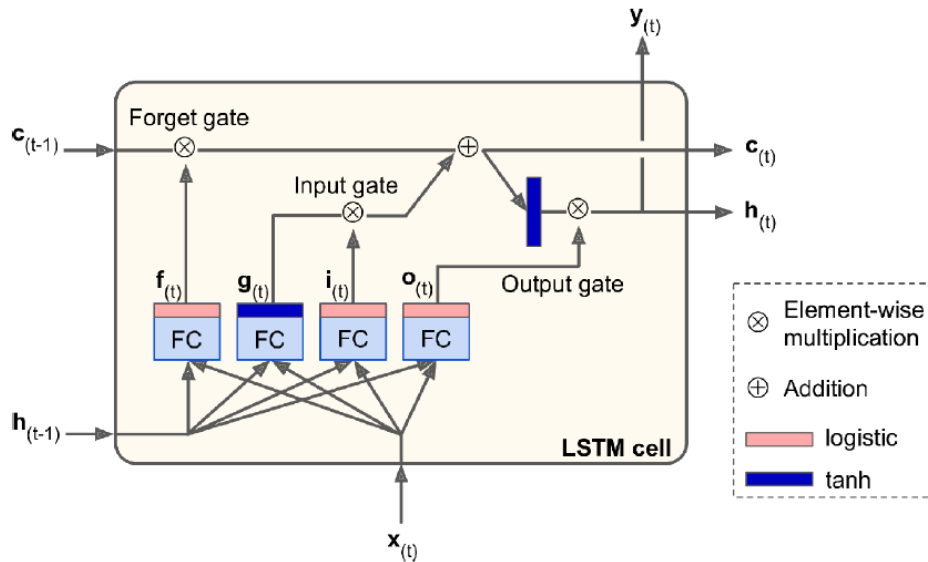 y(t)
Forget gate
c(t-1)
c(t)
Input gate
h(t)
f(t) g(t) i(t) o(t)
Output gate
FC FC FC FC
h(t-1)
LSTM cell
x(t)
Element-wise
multiplication
Addition
logistic
tanh